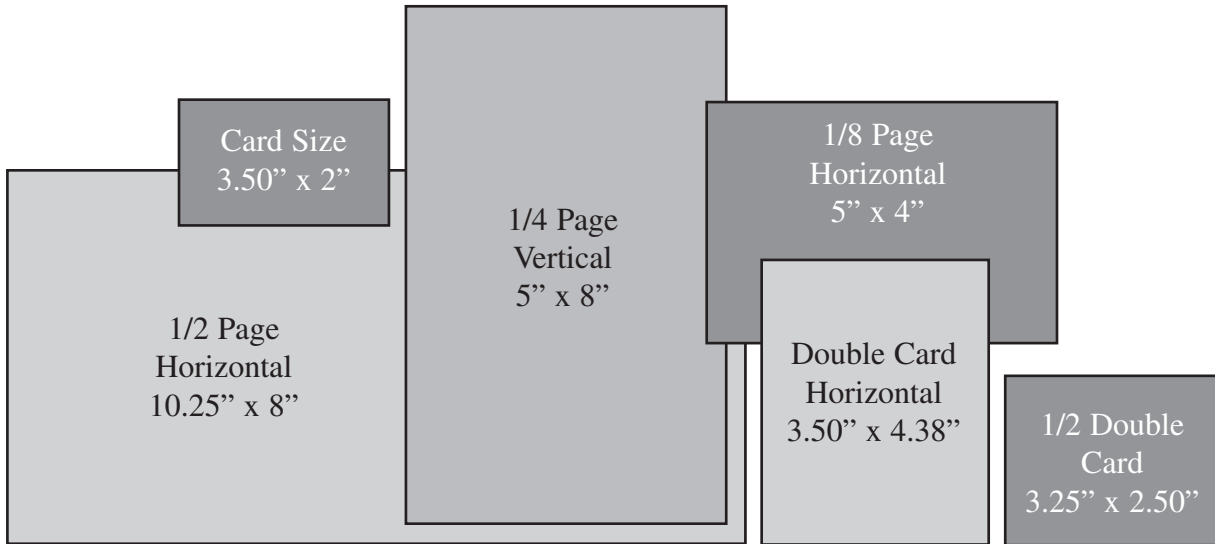 Card Size
3.50” x 2”
1/2 Page
Horizontal
10.25” x 8”
1/4 Page
Vertical
5” x 8”
1/8 Page
Horizontal
5” x 4”
Double Card
Horizontal
3.50” x 4.38”
1/2 Double
Card
3.25” x 2.50”